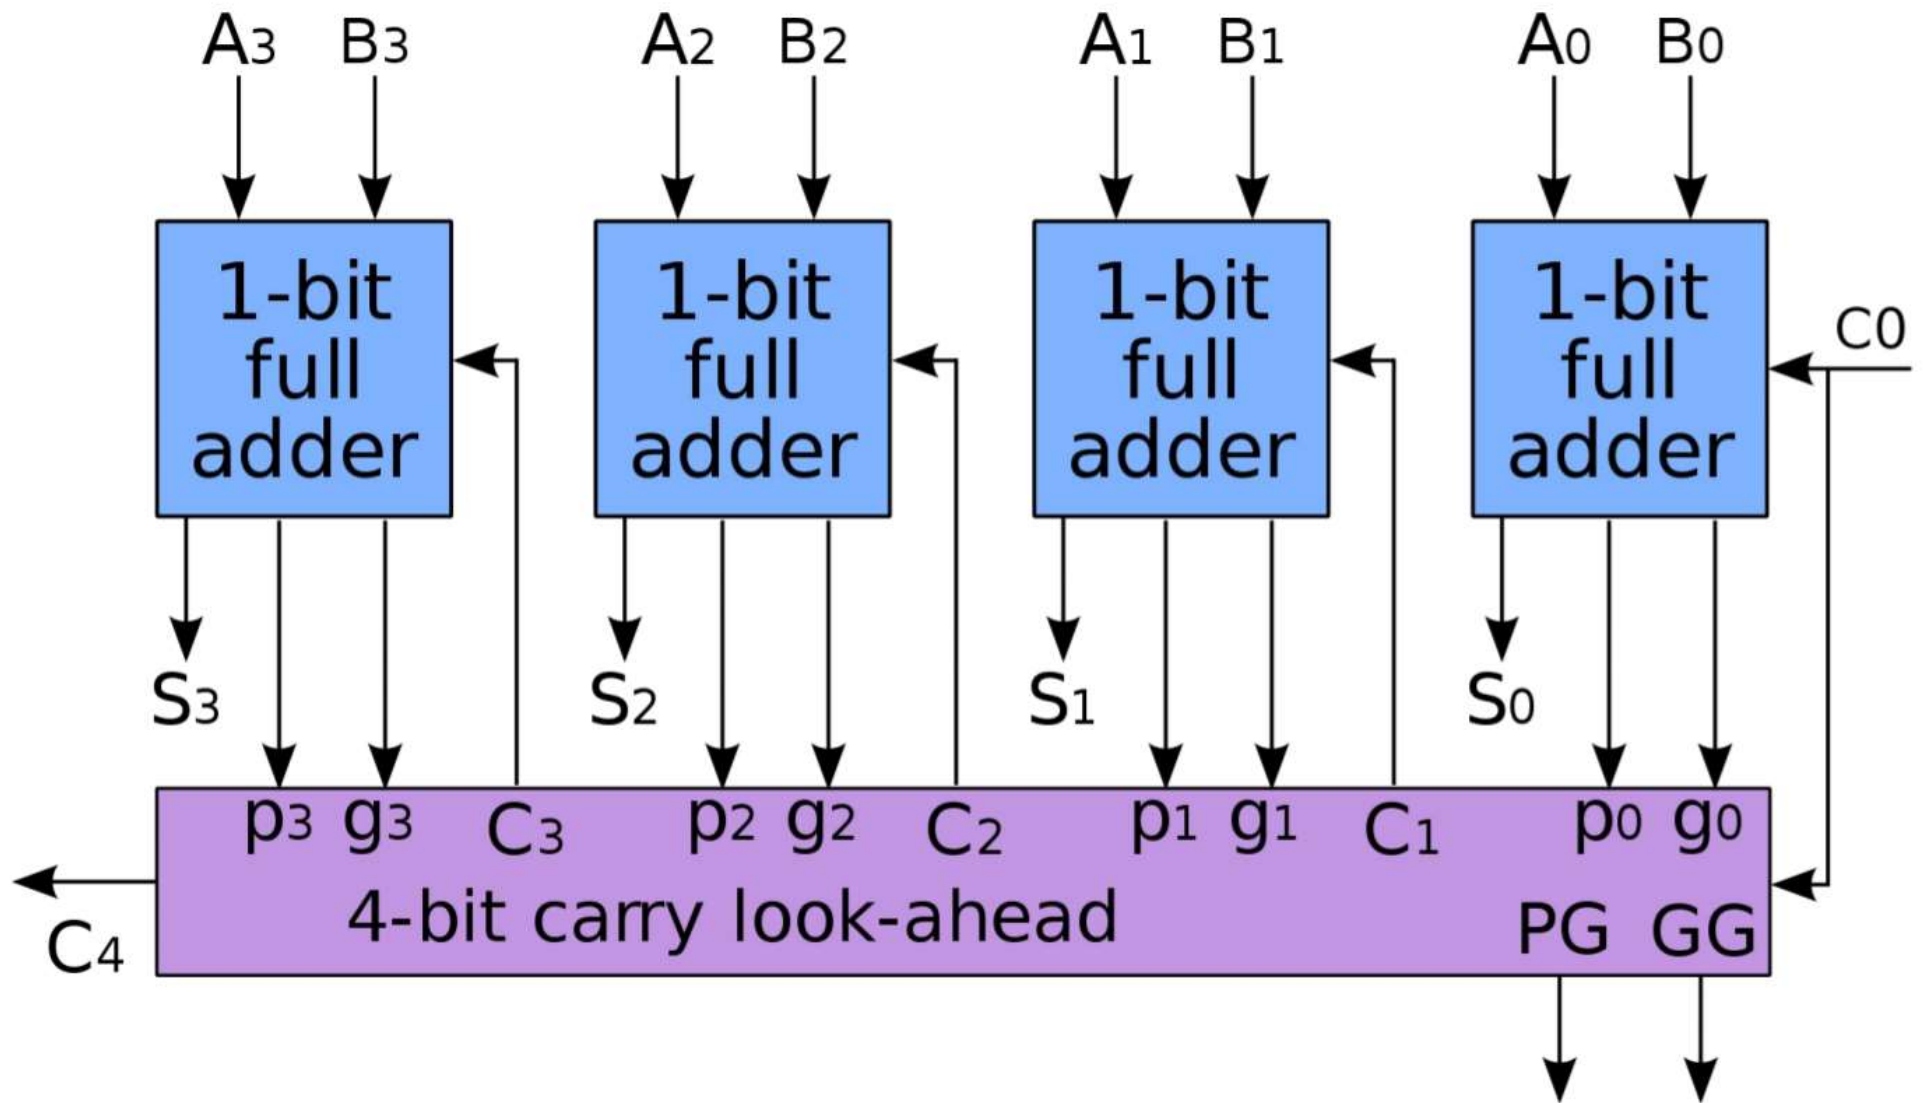 A3 B3 A2 B2 A1 B1 A0 B0
1-bit full adder
1-bit full adder
1-bit full adder
1-bit full adder
C0
S3 S2 S1 S0
p3 g3 C3 p2 g2 C2 p1 g1 C1 p0 g0
4-bit carry look-ahead PG GG
C4